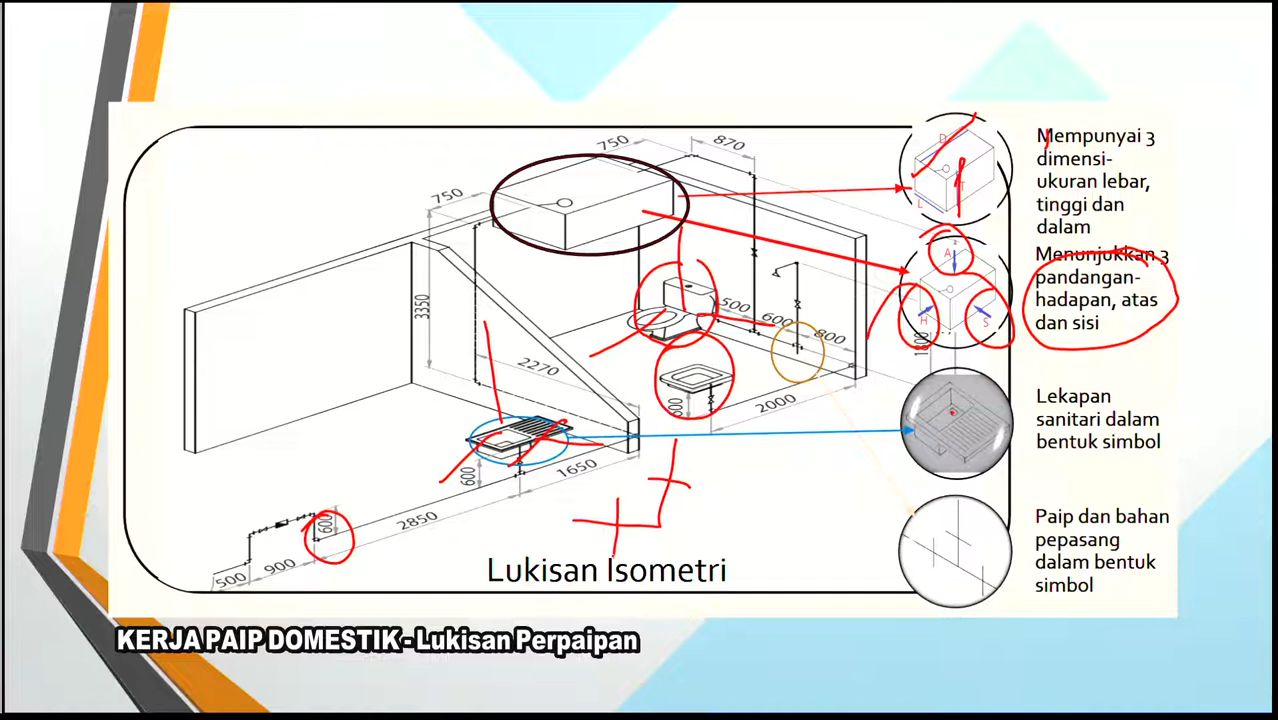 750
870
750
Mempunyai 3
dimensi-
ukuran lebar,
tinggi dan
dalam
D
T
L
Menunjukkan 3
pandangan-
hadapan, atas
dan sisi
A
H
S
3350
500
600
800
2270
2000
Lekapan
sanitari dalam
bentuk simbol
600
1650
2850
600
900
500
Paip dan bahan
pepasang
dalam bentuk
simbol
Lukisan Isometri
KERJA PAIP DOMESTIK - Lukisan Perpaipan